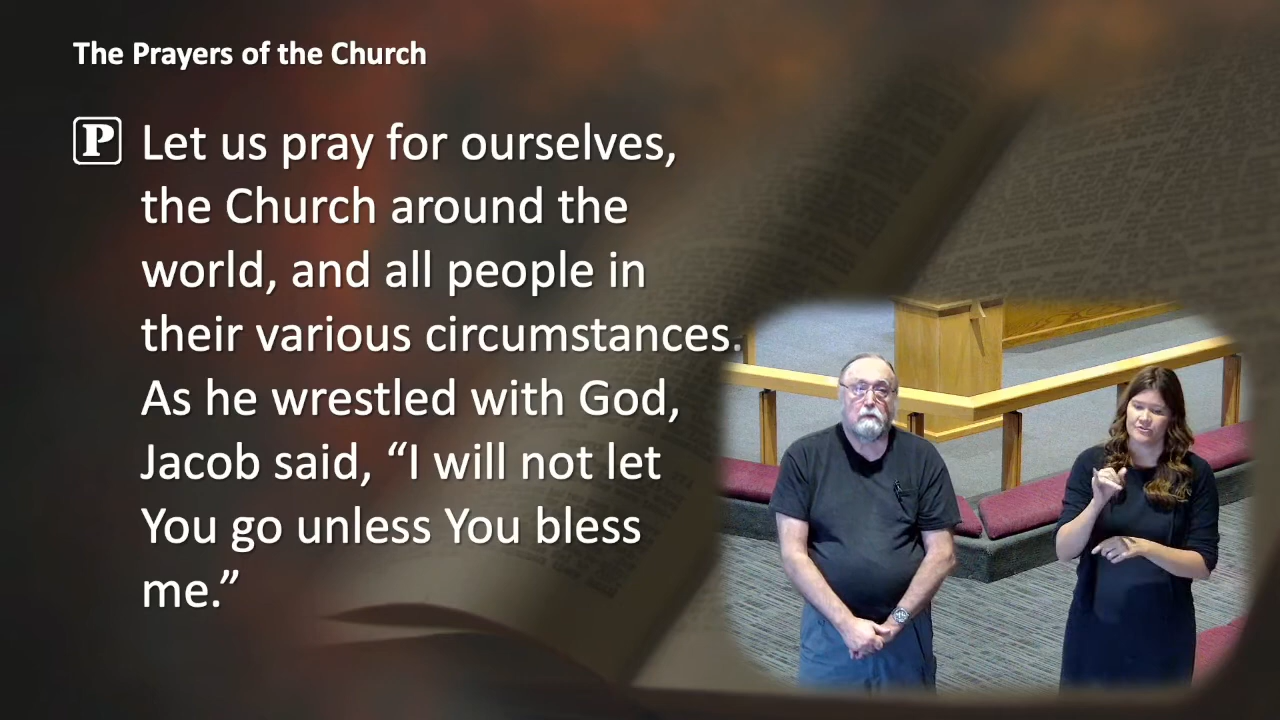 The Prayers of the Church
P Let us pray for ourselves,
the Church around the
world, and all people in
their various circumstances.
As he wrestled with God,
Jacob said, “I will not let
You go unless You bless
me.”